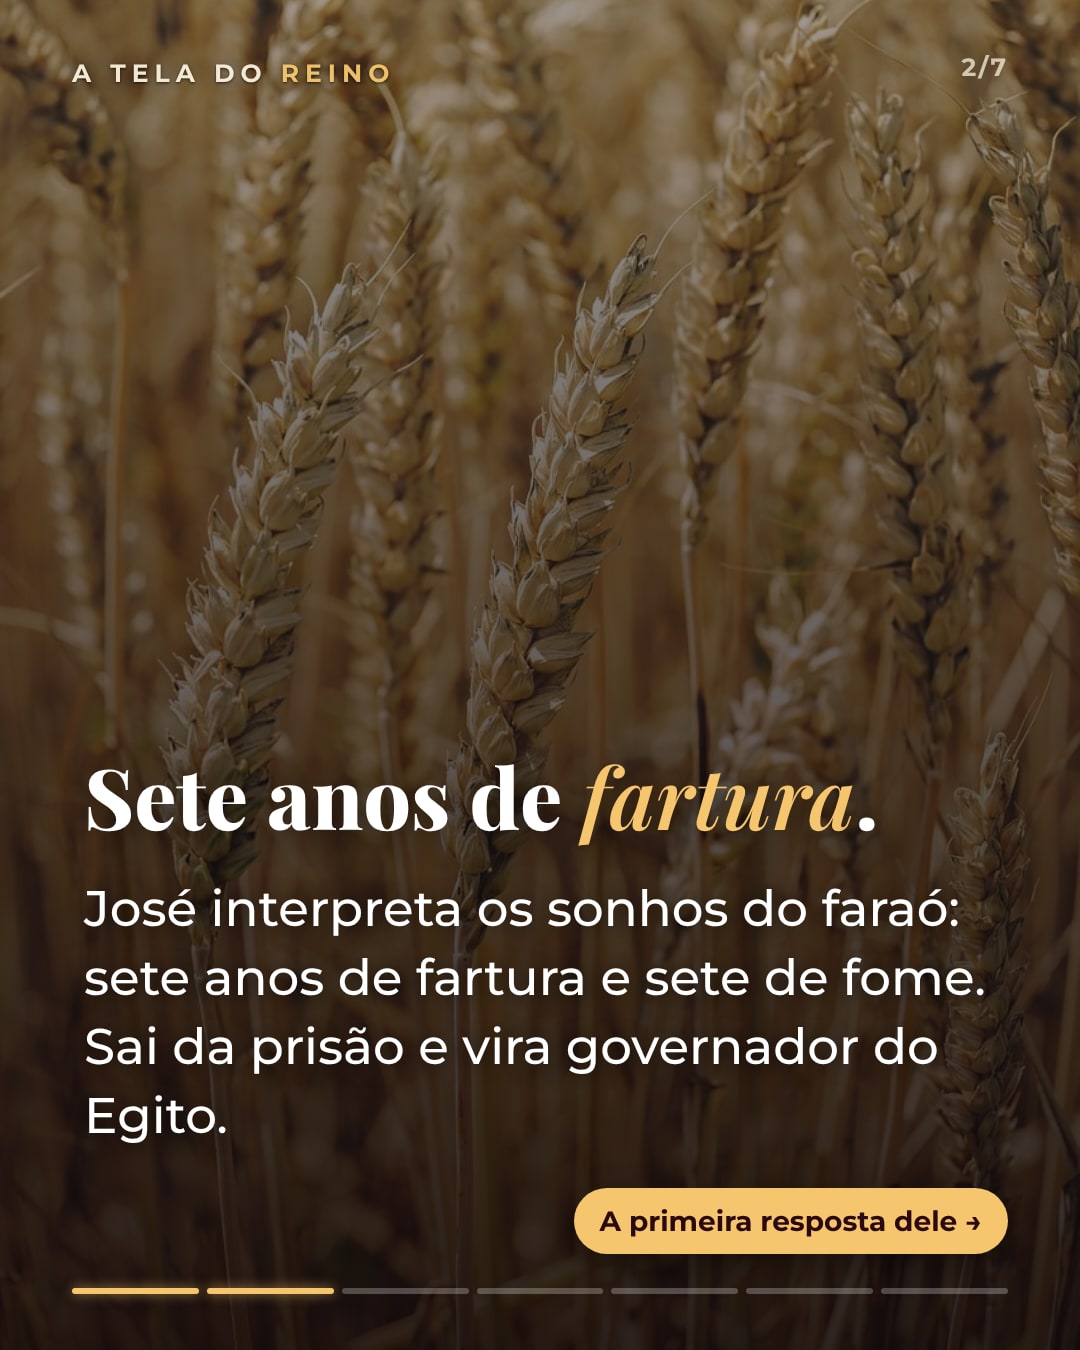 A TELA DO REINO
2/7
Sete anos de fartura.
José interpreta os sonhos do faraó:
sete anos de fartura e sete de fome.
Sai da prisão e vira governador do
Egito.
A primeira resposta dele →